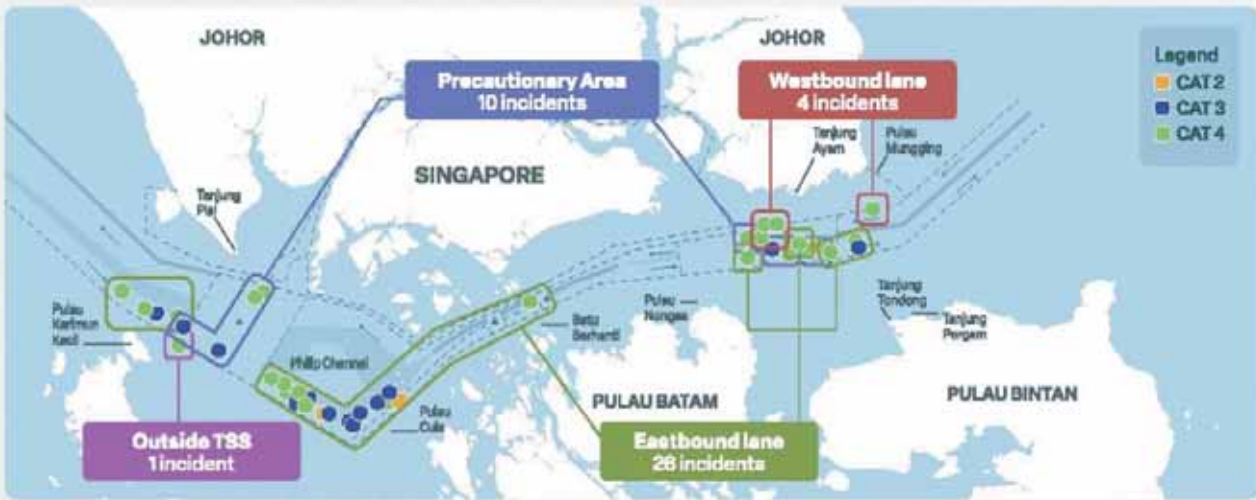 JOHOR
JOHOR
Legend
CAT 2
CAT 3
CAT 4
Precautionary Area
10 incidents
Westbound lane
4 incidents
Tanjung
Ayam
Pulau
Mungging
SINGAPORE
Tanjung
Piai
Pulau
Karimun
Kecil
Philip Channel
Pulau
Nongsa
Batu
Berhanti
Tanjung
Tondong
Tanjung
Pergam
PULAU BATAM
PULAU BINTAN
Pulau
Cula
Outside TSS
1 incident
Eastbound lane
26 incidents